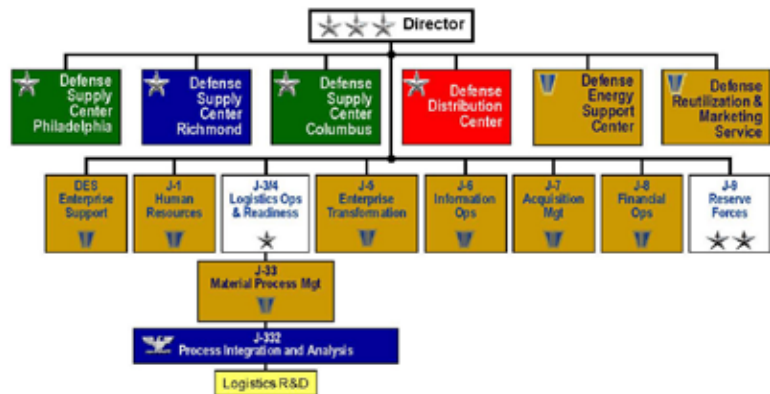 Director
Defense
Supply
Center
Philadelphia
Defense
Supply
Center
Richmond
Defense
Supply
Center
Columbus
Defense
Distribution
Center
Defense
Energy
Support
Center
Defense
Reutilization &
Marketing
Service
DES
Enterprise
Support
J-1
Human
Resources
J-3/4
Logistics Ops
& Readiness
J-5
Enterprise
Transformation
J-6
Information
Ops
J-7
Acquisition
Mgt
J-8
Financial
Ops
J-9
Reserve
Forces
J-33
Material Process Mgt
J-332
Process Integration and Analysis
Logistics R&D